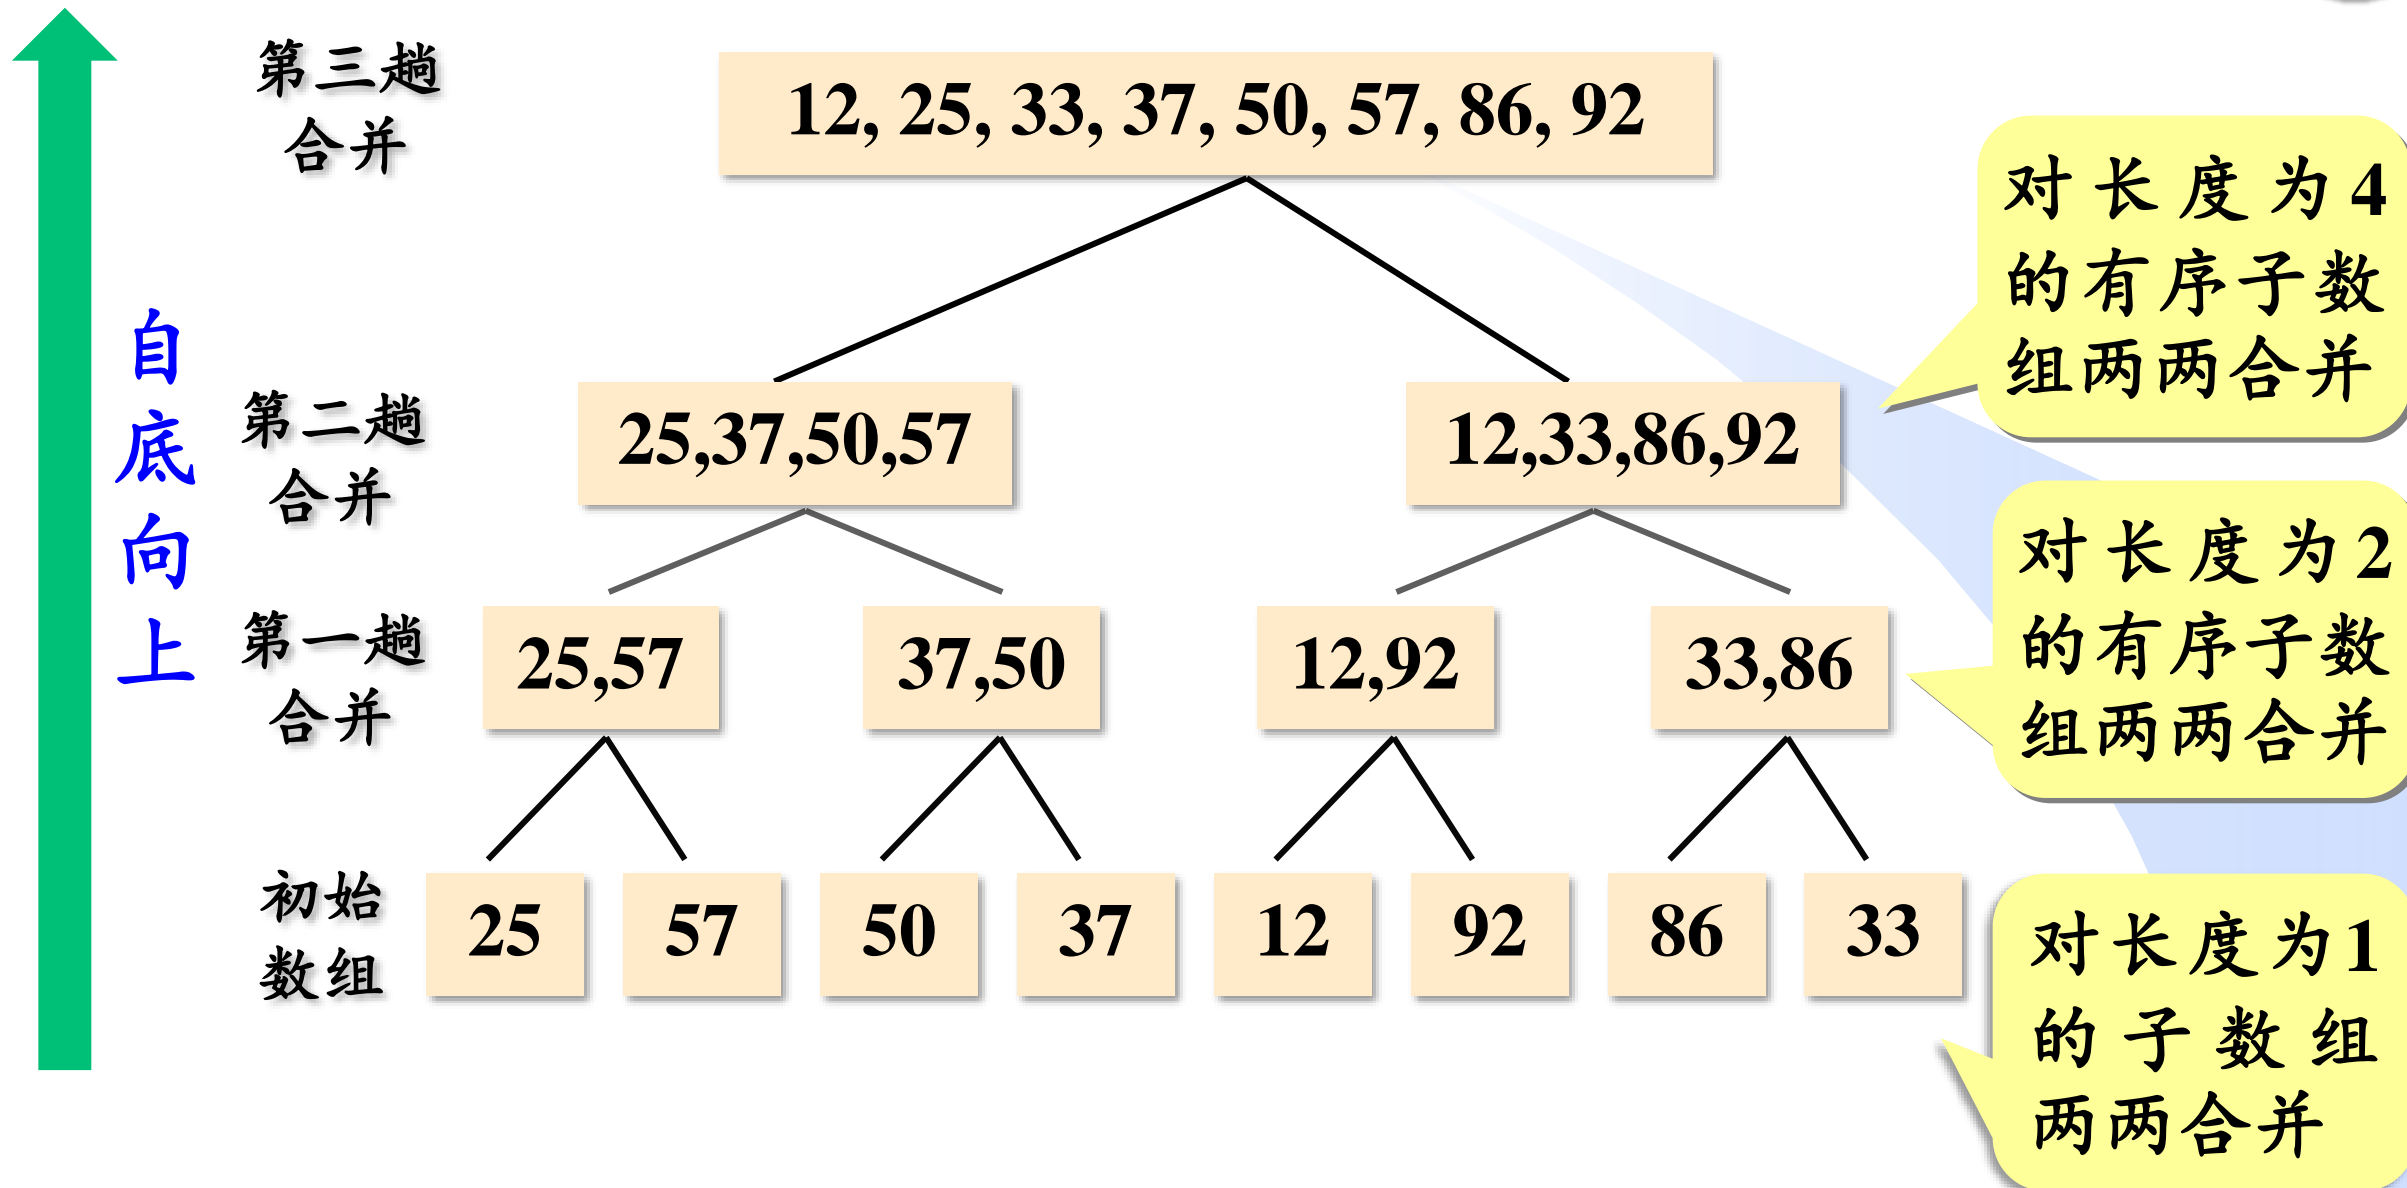 第三趟
合并
12, 25, 33, 37, 50, 57, 86, 92
对长度为4
的有序子数
组两两合并
自
底
向
上
第二趟
合并
25,37,50,57
12,33,86,92
对长度为2
的有序子数
组两两合并
第一趟
合并
25,57
37,50
12,92
33,86
初始
数组
25
57
50
37
12
92
86
33
对长度为1
的子数组
两两合并